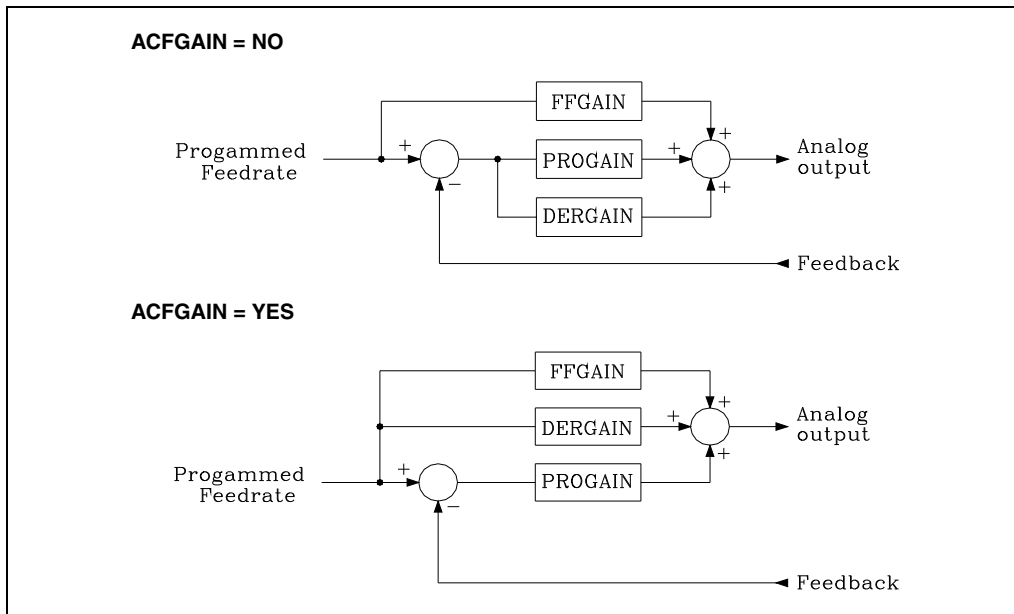 ACFGAIN = NO
FFGAIN
+
Progammed
Feedrate
+
−
PROGAIN
+
+
Analog
output
DERGAIN
+
Feedback
ACFGAIN = YES
FFGAIN
+
DERGAIN
+
Analog
output
+
Progammed
Feedrate
+
−
PROGAIN
Feedback